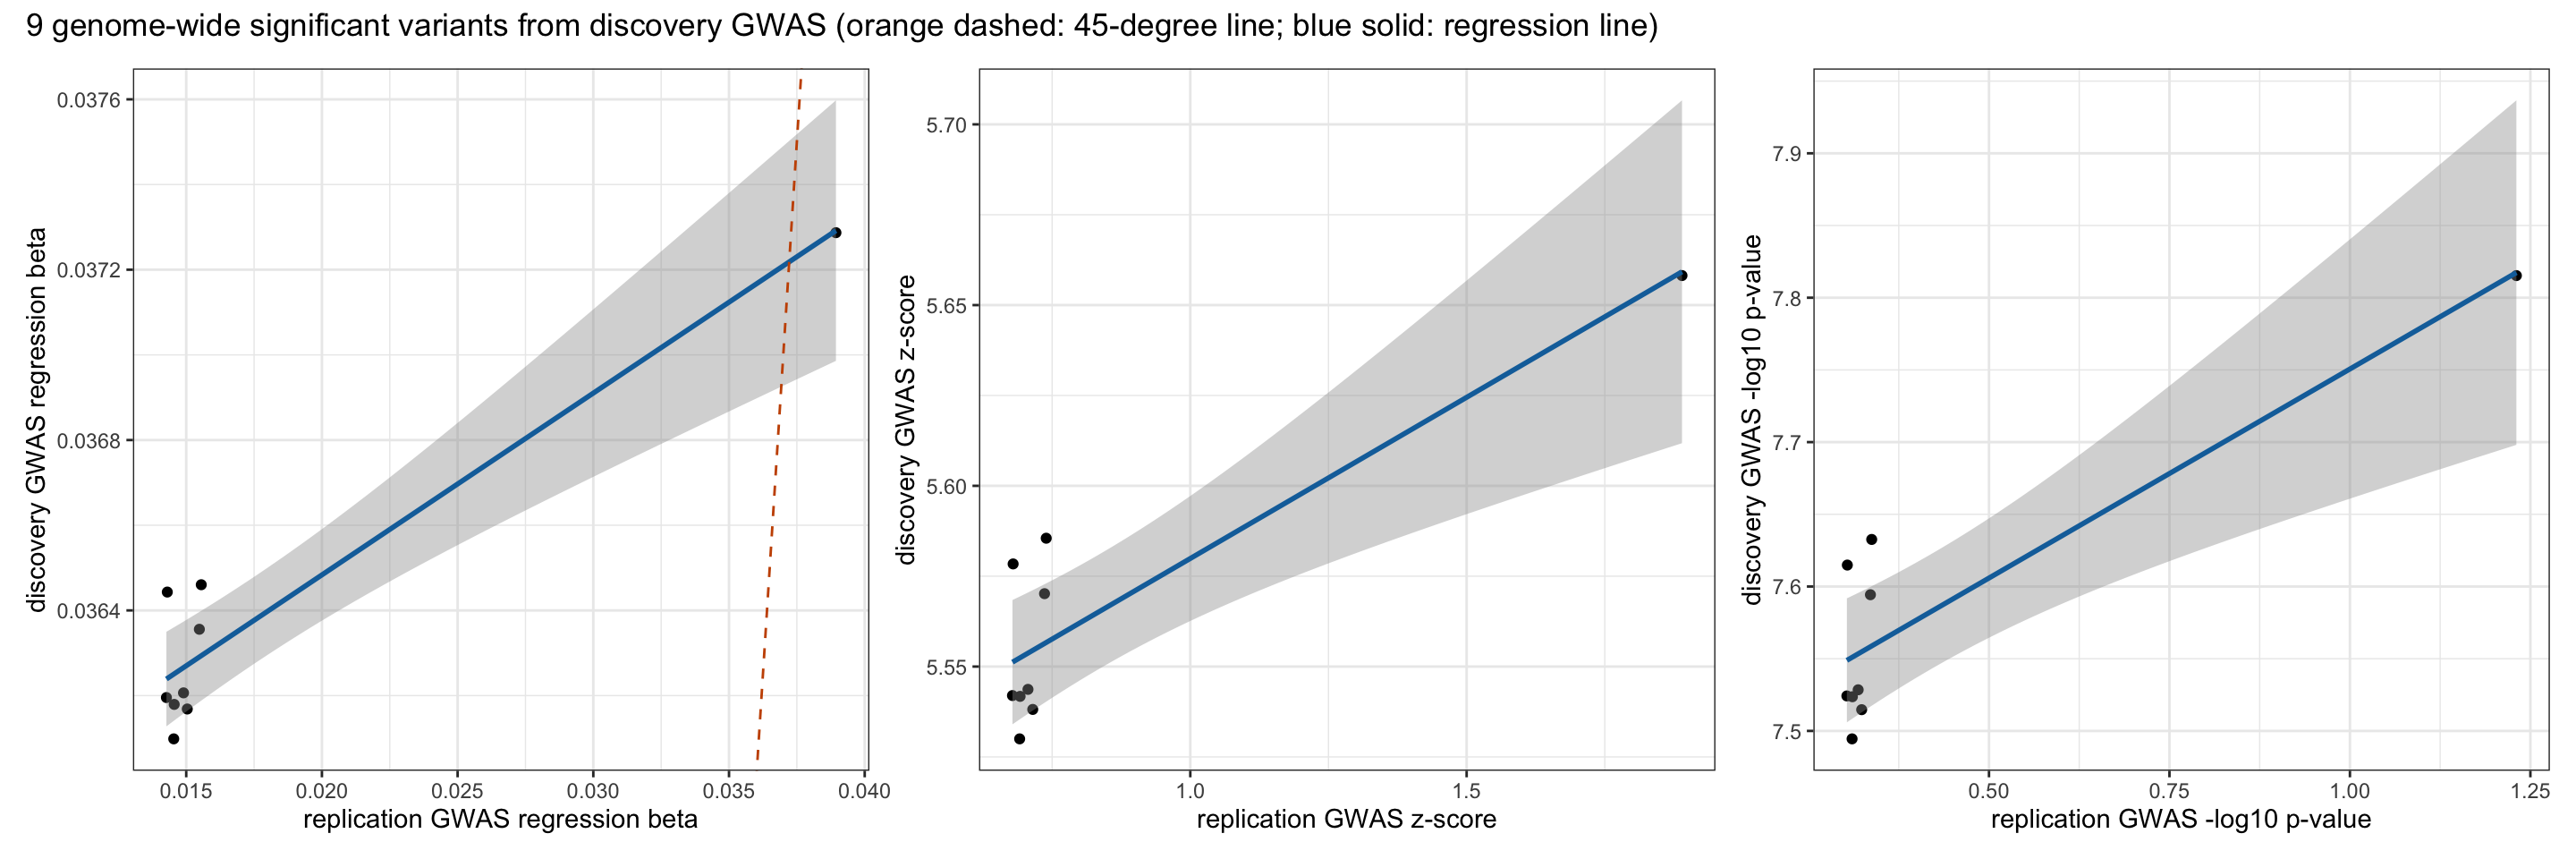 9 genome-wide significant variants from discovery GWAS (orange dashed: 45-degree line; blue solid: regression line)
discovery GWAS regression beta
0.0376
0.0372
0.0368
0.0364
0.015 0.020 0.025 0.030 0.035 0.040
replication GWAS regression beta
discovery GWAS z-score
5.70
5.65
5.60
5.55
1.0 1.5
replication GWAS z-score
discovery GWAS -log10 p-value
7.9
7.8
7.7
7.6
7.5
0.50 0.75 1.00 1.25
replication GWAS -log10 p-value